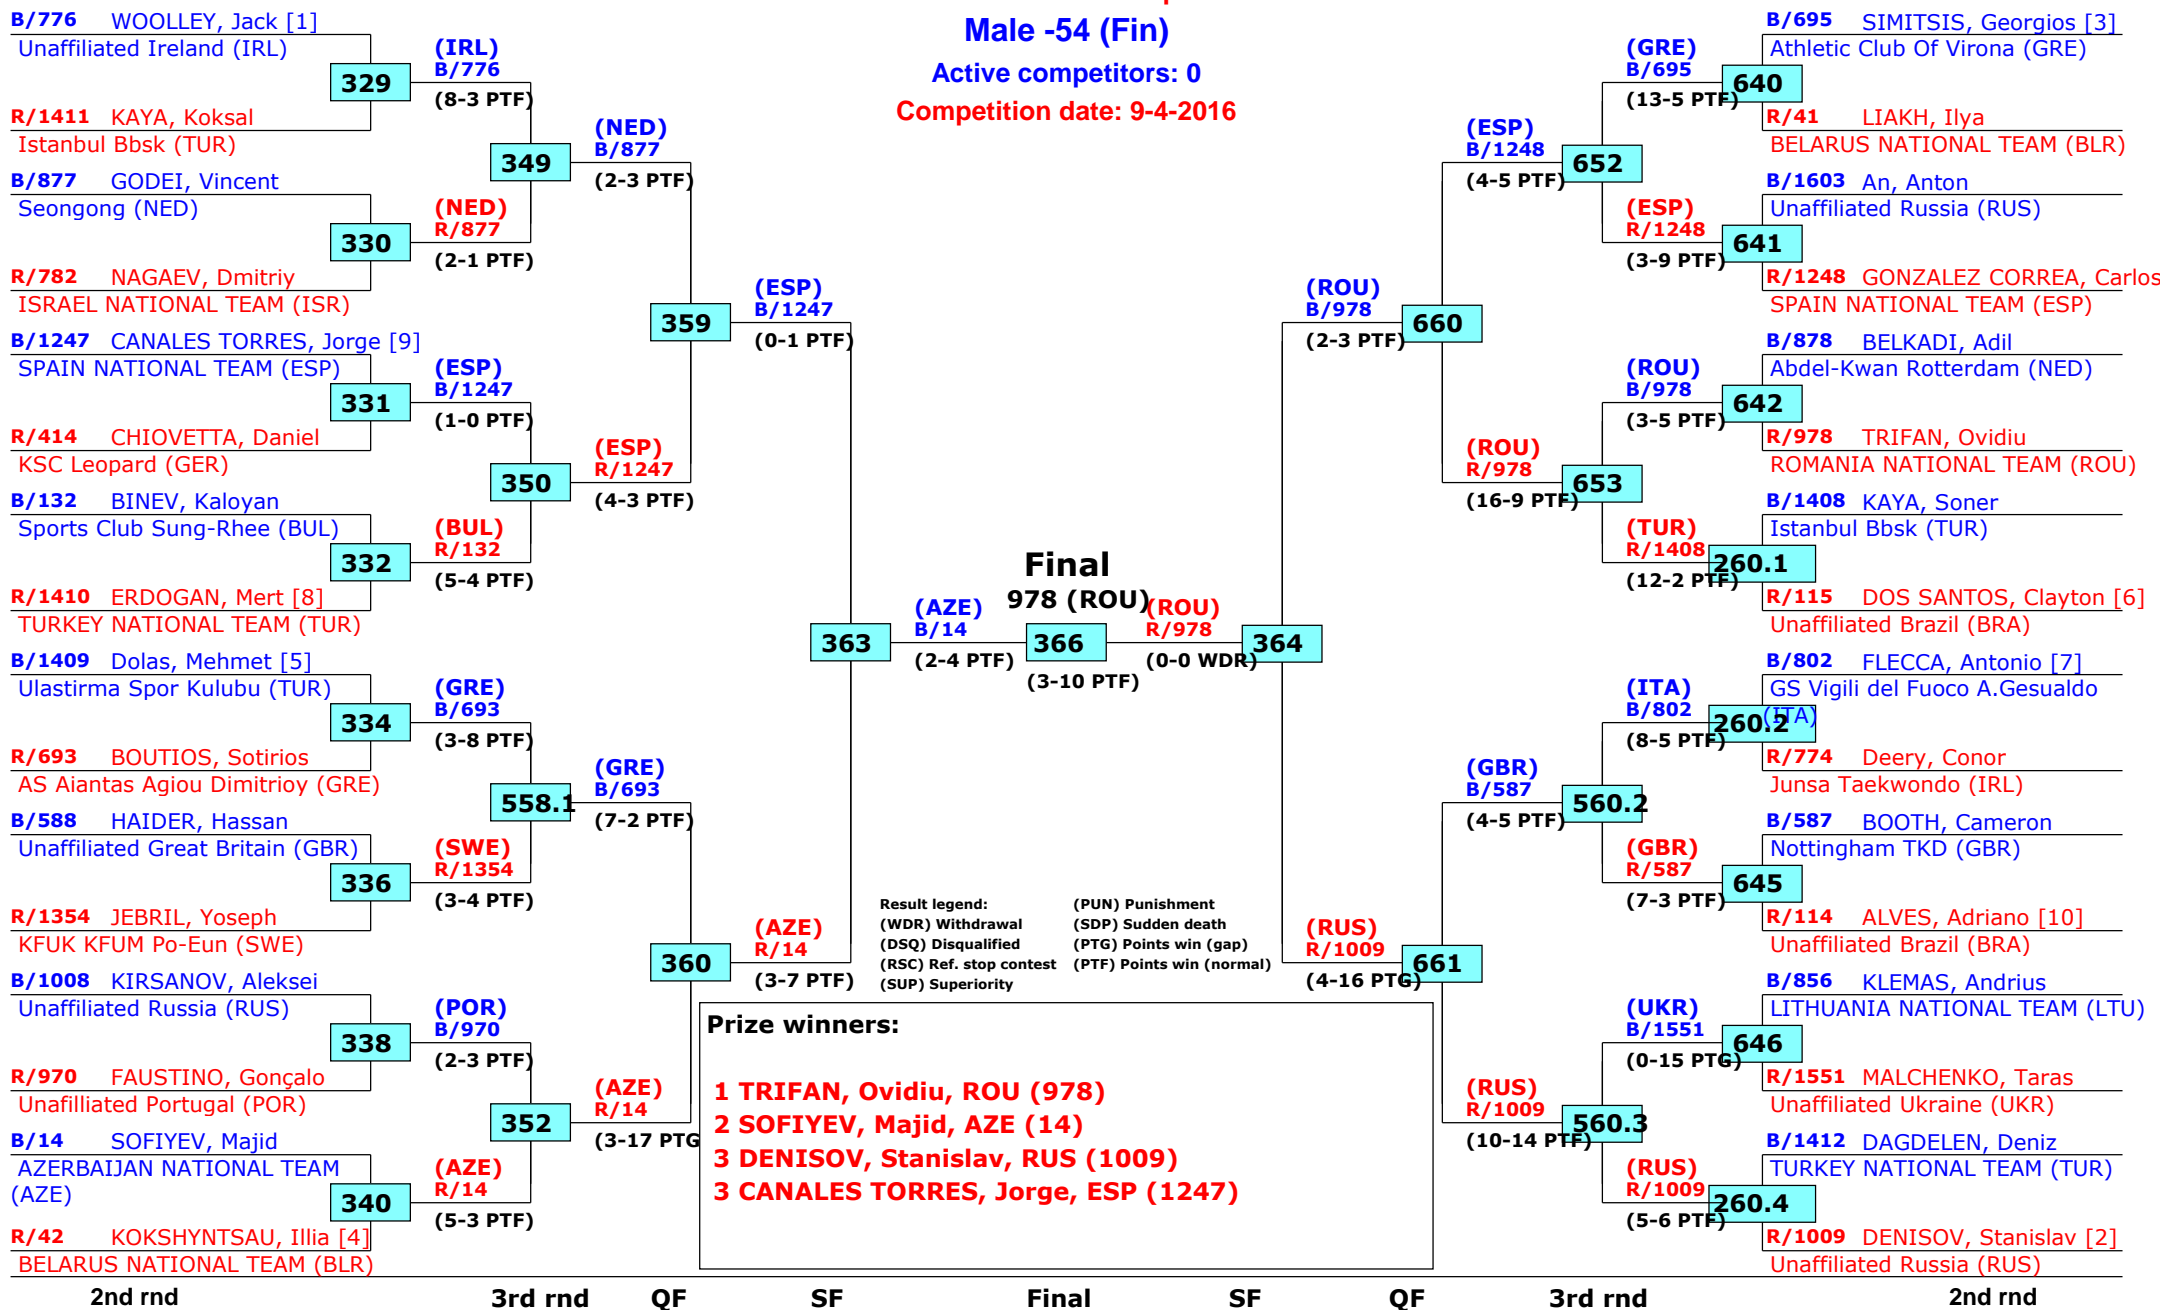 Male -54 (Fin)
Active competitors: 0
Competition date: 9-4-2016
B/776 WOOLLEY, Jack [1]
Unaffiliated Ireland (IRL)
329
R/1411 KAYA, Koksal
Istanbul Bbsk (TUR)
B/877 GODEI, Vincent
Seongong (NED)
330
R/782 NAGAEV, Dmitriy
ISRAEL NATIONAL TEAM (ISR)
B/1247 CANALES TORRES, Jorge [9]
SPAIN NATIONAL TEAM (ESP)
331
R/414 CHIOVETTA, Daniel
KSC Leopard (GER)
B/132 BINEV, Kaloyan
Sports Club Sung-Rhee (BUL)
332
R/1410 ERDOGAN, Mert [8]
TURKEY NATIONAL TEAM (TUR)
B/1409 Dolas, Mehmet [5]
Ulastirma Spor Kulubu (TUR)
334
R/693 BOUTIOS, Sotirios
AS Aiantas Agiou Dimitrioy (GRE)
B/588 HAIDER, Hassan
Unaffiliated Great Britain (GBR)
336
R/1354 JEBRIL, Yoseph
KFUK KFUM Po-Eun (SWE)
B/1008 KIRSANOV, Aleksei
Unaffiliated Russia (RUS)
338
R/970 FAUSTINO, Gonçalo
Unafilliated Portugal (POR)
B/14 SOFIYEV, Majid
AZERBAIJAN NATIONAL TEAM
(AZE)
340
R/42 KOKSHYNTSAU, Illia [4]
BELARUS NATIONAL TEAM (BLR)
(IRL)
B/776
(8-3 PTF)
349
(NED)
R/877
(2-1 PTF)
(ESP)
B/1247
(1-0 PTF)
350
(BUL)
R/132
(5-4 PTF)
(GRE)
B/693
(3-8 PTF)
558.1
(SWE)
R/1354
(3-4 PTF)
(POR)
B/970
(2-3 PTF)
352
(AZE)
R/14
(5-3 PTF)
(NED)
B/877
(2-3 PTF)
359
(ESP)
R/1247
(4-3 PTF)
(GRE)
B/693
(7-2 PTF)
360
(AZE)
R/14
(3-17 PTG
(ESP)
B/1247
(0-1 PTF)
363
(AZE)
R/14
(3-7 PTF)
(AZE)
B/14
(2-4 PTF)
Final
978 (ROU)
366
(3-10 PTF)
(ROU)
R/978
(0-0 WDR)
364
(ROU)
B/978
(2-3 PTF)
660
(RUS)
R/1009
(4-16 PTG)
661
(ESP)
B/1248
(4-5 PTF)
652
(ROU)
R/978
(16-9 PTF)
653
(GBR)
B/587
(4-5 PTF)
560.2
(RUS)
R/1009
(10-14 PTF)
560.3
(GRE)
B/695
(13-5 PTF)
640
(ESP)
R/1248
(3-9 PTF)
641
(ROU)
B/978
(3-5 PTF)
642
(TUR)
R/1408
(12-2 PTF)
260.1
(ITA)
B/802
(8-5 PTF)
260.2
(GBR)
R/587
(7-3 PTF)
645
(UKR)
B/1551
(0-15 PTG)
646
(RUS)
R/1009
(5-6 PTF)
260.4
B/695 SIMITSIS, Georgios [3]
Athletic Club Of Virona (GRE)
R/41 LIAKH, Ilya
BELARUS NATIONAL TEAM (BLR)
B/1603 An, Anton
Unaffiliated Russia (RUS)
R/1248 GONZALEZ CORREA, Carlos
SPAIN NATIONAL TEAM (ESP)
B/878 BELKADI, Adil
Abdel-Kwan Rotterdam (NED)
R/978 TRIFAN, Ovidiu
ROMANIA NATIONAL TEAM (ROU)
B/1408 KAYA, Soner
Istanbul Bbsk (TUR)
R/115 DOS SANTOS, Clayton [6]
Unaffiliated Brazil (BRA)
B/802 FLECCA, Antonio [7]
GS Vigili del Fuoco A.Gesualdo
(ITA)
R/774 Deery, Conor
Junsa Taekwondo (IRL)
B/587 BOOTH, Cameron
Nottingham TKD (GBR)
R/114 ALVES, Adriano [10]
Unaffiliated Brazil (BRA)
B/856 KLEMAS, Andrius
LITHUANIA NATIONAL TEAM (LTU)
R/1551 MALCHENKO, Taras
Unaffiliated Ukraine (UKR)
B/1412 DAGDELEN, Deniz
TURKEY NATIONAL TEAM (TUR)
R/1009 DENISOV, Stanislav [2]
Unaffiliated Russia (RUS)
Result legend: (PUN) Punishment
(WDR) Withdrawal (SDP) Sudden death
(DSQ) Disqualified (PTG) Points win (gap)
(RSC) Ref. stop contest (PTF) Points win (normal)
(SUP) Superiority
Prize winners:
1 TRIFAN, Ovidiu, ROU (978)
2 SOFIYEV, Majid, AZE (14)
3 DENISOV, Stanislav, RUS (1009)
3 CANALES TORRES, Jorge, ESP (1247)
2nd rnd 3rd rnd QF SF Final SF QF 3rd rnd 2nd rnd